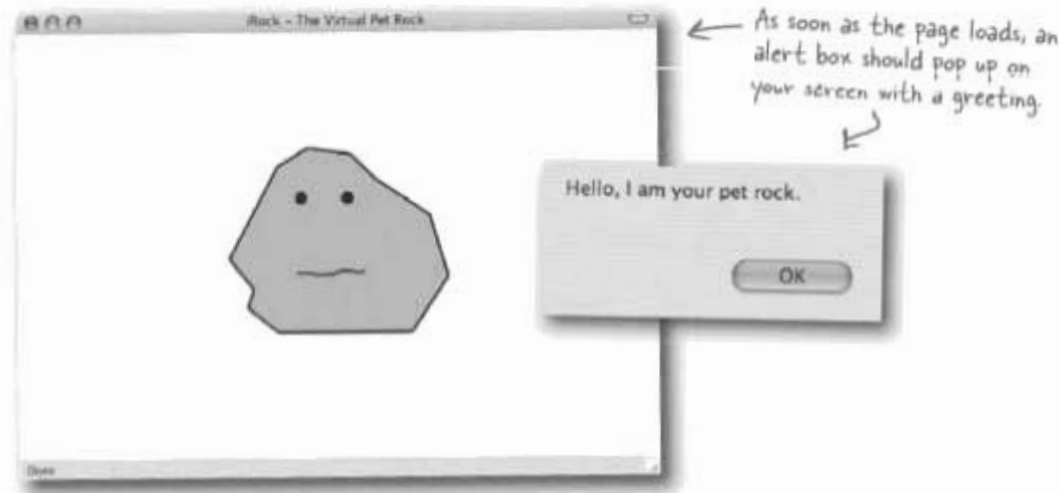 iRock - The Virtual Pet Rock
As soon as the page loads, an
alert box should pop up on
your screen with a greeting.
Hello, I am your pet rock.
OK
Done